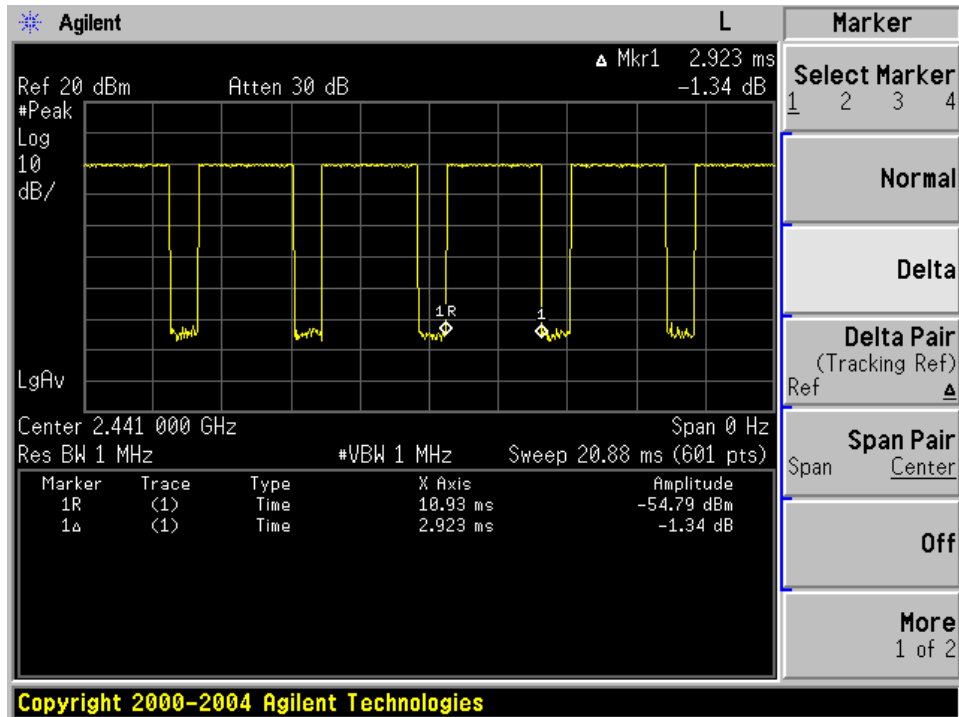 Agilent L
Marker
Δ Mkr1 2.923 ms
Ref 20 dBm Atten 30 dB -1.34 dB
#Peak
Log
10
dB/
1R
1
LgAv
Center 2.441 000 GHz Span 0 Hz
Res BW 1 MHz #VBW 1 MHz Sweep 20.88 ms (601 pts)
Marker Trace Type X Axis Amplitude
1R (1) Time 10.93 ms -54.79 dBm
1Δ (1) Time 2.923 ms -1.34 dB
Select Marker
1 2 3 4
Normal
Delta
Delta Pair
(Tracking Ref)
Ref Δ
Span Pair
Span Center
Off
More
1 of 2
Copyright 2000-2004 Agilent Technologies